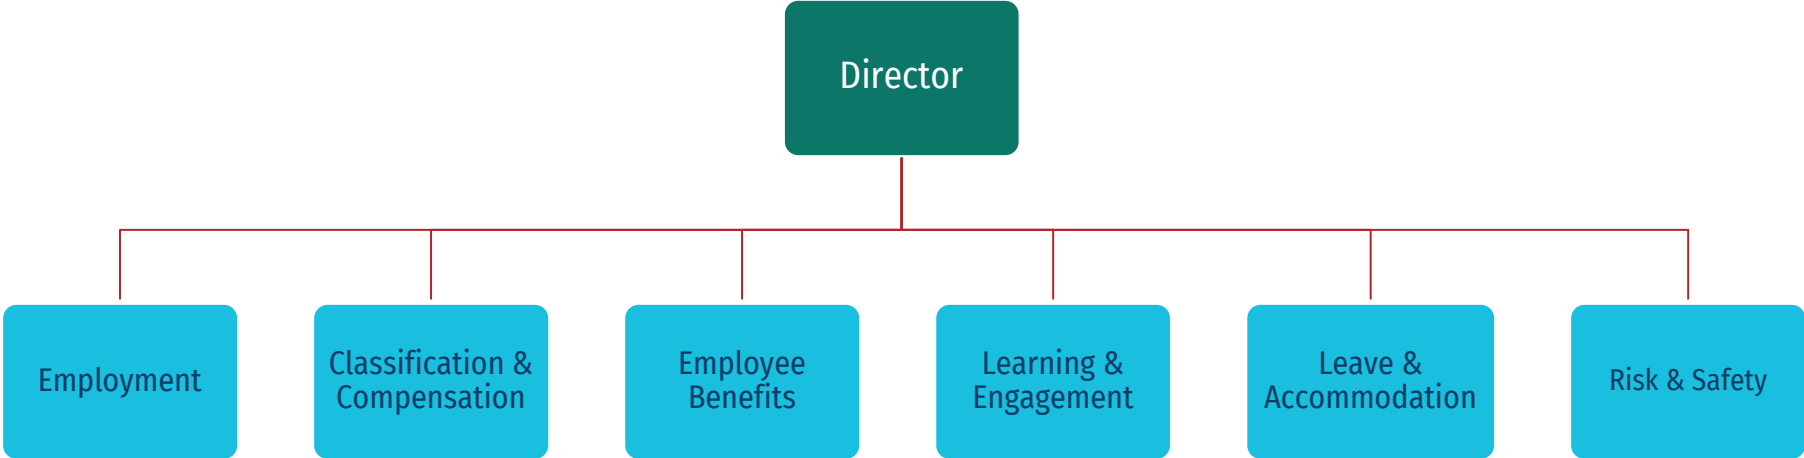 Director
Employment
Classification &
Compensation
Employee
Benefits
Learning &
Engagement
Leave &
Accommodation
Risk & Safety